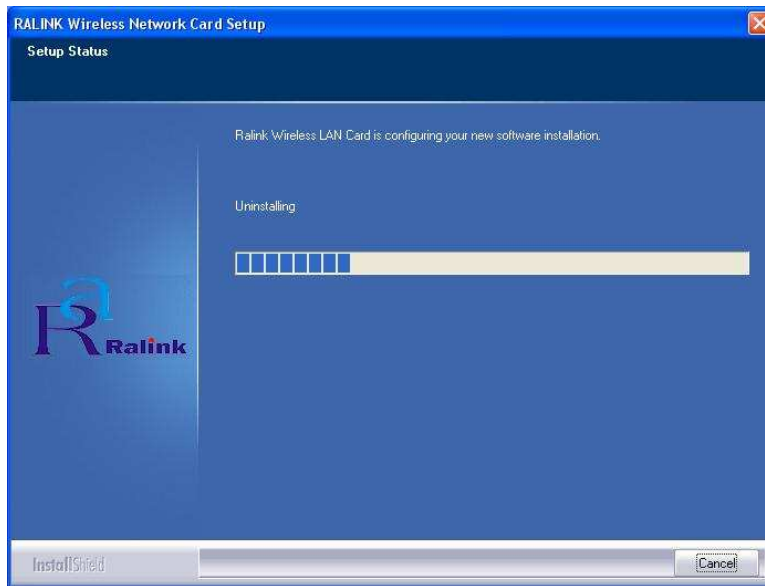 RALINK Wireless Network Card Setup
Setup Status
Ralink Wireless LAN Card is configuring your new software installation.
Uninstalling
Ra
Ralink
InstallShield
Cancel